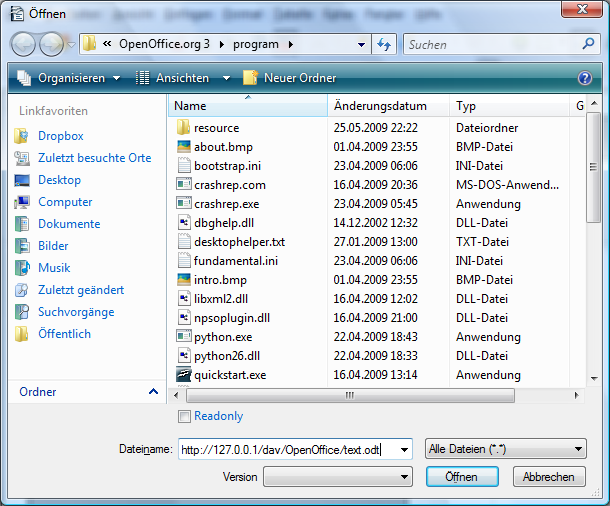 Öffnen
« OpenOffice.org 3 program
Suchen
Organisieren Ansichten Neuer Ordner
Linkfavoriten
Dropbox
Zuletzt besuchte Orte
Desktop
Computer
Dokumente
Bilder
Musik
Zuletzt geändert
Suchvorgänge
Öffentlich
Ordner
Name Änderungsdatum Typ G
resource 25.05.2009 22:22 Dateiordner
about.bmp 01.04.2009 23:55 BMP-Datei
bootstrap.ini 23.04.2009 06:06 INI-Datei
crashrep.com 16.04.2009 20:36 MS-DOS-Anwend...
crashrep.exe 23.04.2009 05:45 Anwendung
dbghelp.dll 14.12.2002 12:32 DLL-Datei
desktophelper.txt 27.01.2009 13:00 TXT-Datei
fundamental.ini 23.04.2009 06:06 INI-Datei
intro.bmp 01.04.2009 23:55 BMP-Datei
libxml2.dll 16.04.2009 12:02 DLL-Datei
npsoplugin.dll 16.04.2009 21:00 DLL-Datei
python.exe 22.04.2009 18:43 Anwendung
python26.dll 22.04.2009 18:33 DLL-Datei
quickstart.exe 16.04.2009 13:14 Anwendung
Readonly
Dateiname: http://127.0.0.1/dav/OpenOffice/text.odt Alle Dateien (*.*)
Version Öffnen Abbrechen